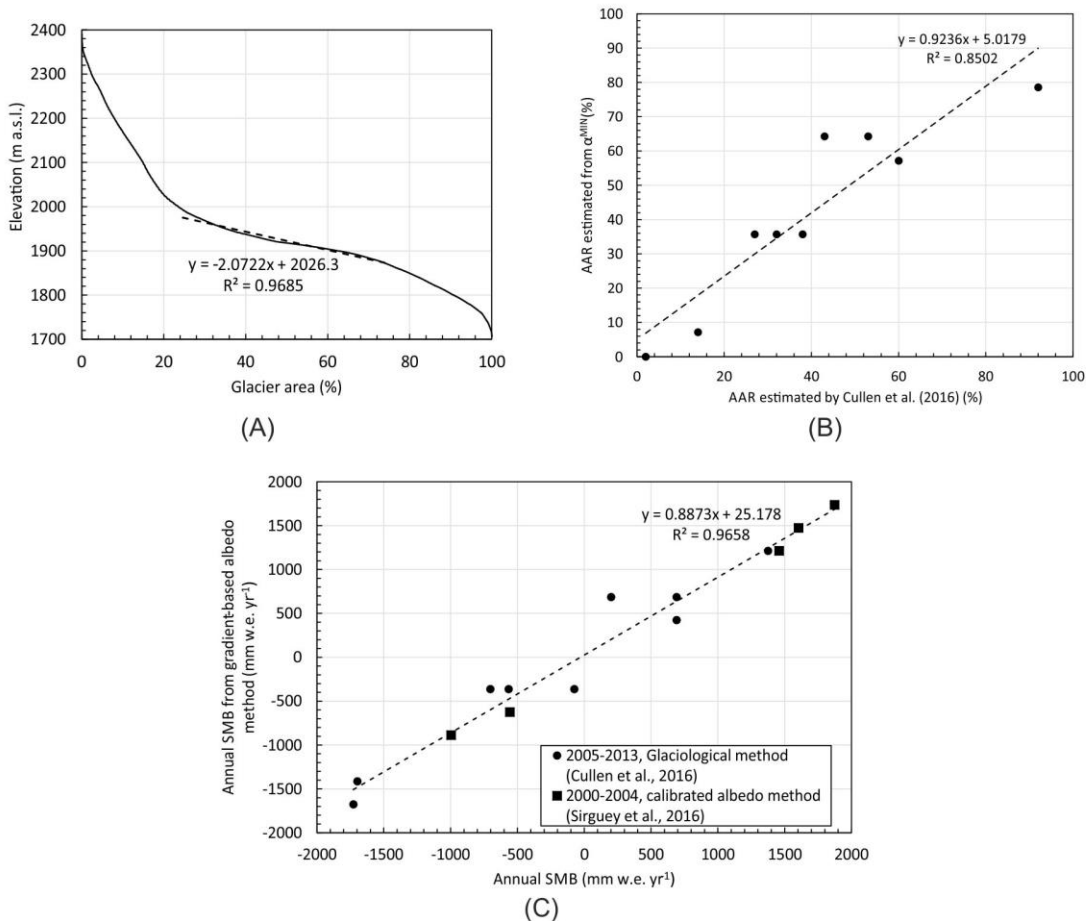 2400
2300
2200
2100
2000
1900
1800
1700
Elevation (m a.s.l.)
y = -2.0722x + 2026.3
R² = 0.9685
0
20
40
60
80
100
Glacier area (%)
(A)
100
90
80
70
60
50
40
30
20
10
0
AAR estimated from αᴹᴵᴺ(%)
y = 0.9236x + 5.0179
R² = 0.8502
0
20
40
60
80
100
AAR estimated by Cullen et al. (2016) (%)
(B)
2000
1500
1000
500
0
-500
-1000
-1500
-2000
Annual SMB from gradient-based albedo
method (mm w.e. yr¹)
y = 0.8873x + 25.178
R² = 0.9658
2005-2013, Glaciological method
(Cullen et al., 2016)
2000-2004, calibrated albedo method
(Sirguey et al., 2016)
-2000
-1500
-1000
-500
0
500
1000
1500
2000
Annual SMB (mm w.e. yr¹)
(C)